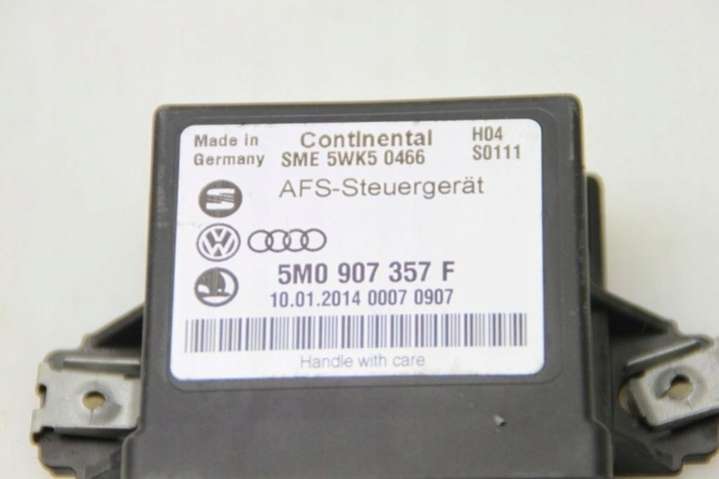 Made in Continental H04
Germany SME 5WK5 0466 S0111
AFS-Steuergerät
5M0 907 357 F
10.01.2014 0007 0907
Handle with care